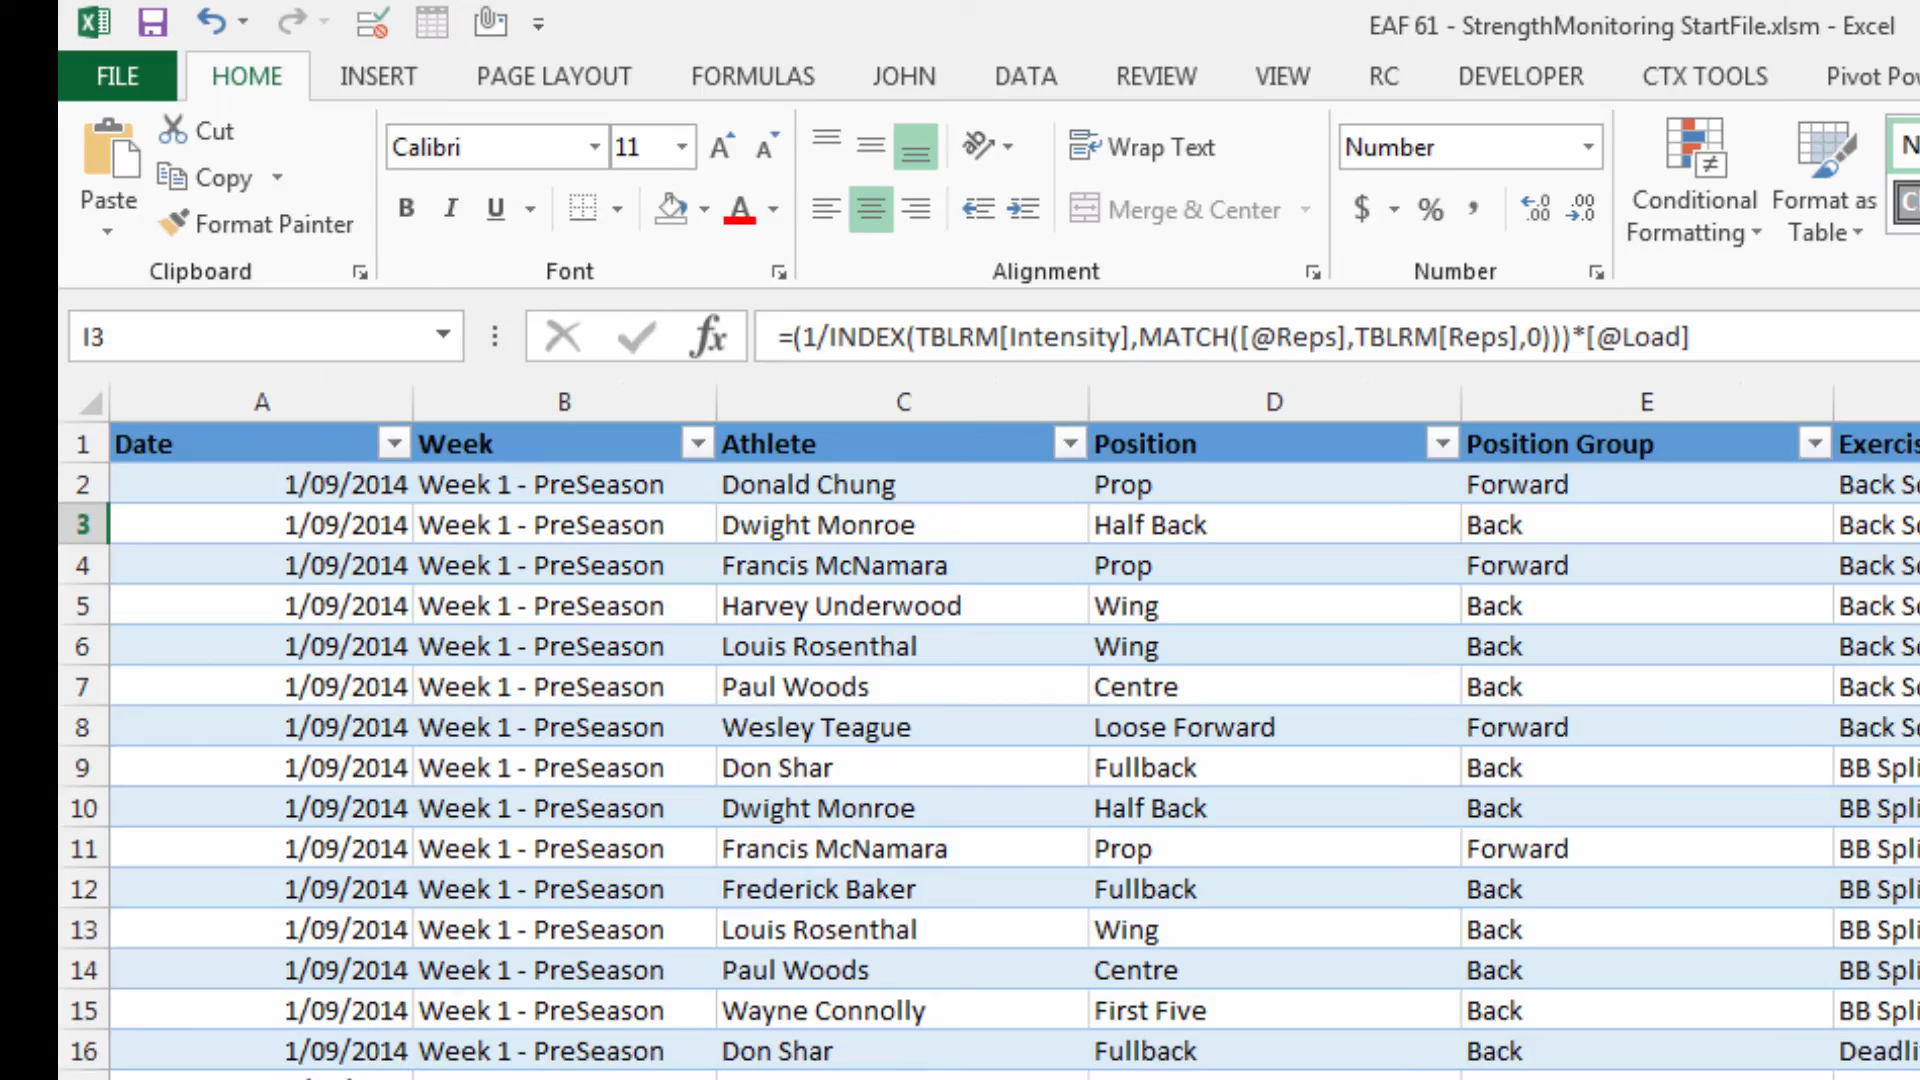 EAF 61 - StrengthMonitoring StartFile.xlsm - Excel
FILE HOME INSERT PAGE LAYOUT FORMULAS JOHN DATA REVIEW VIEW RC DEVELOPER CTX TOOLS Pivot Pow
Paste
Cut
Copy
Format Painter
Clipboard
Calibri 11
B I U A
Font
Wrap Text
Merge & Center
Alignment
Number
$ % ,
Number
Conditional Formatting
Format as Table
I3 fx =(1/INDEX(TBLRM[Intensity],MATCH([@Reps],TBLRM[Reps],0)))*[@Load]
A B C D E
1 Date Week Athlete Position Position Group Exercis
2 1/09/2014 Week 1 - PreSeason Donald Chung Prop Forward Back
3 1/09/2014 Week 1 - PreSeason Dwight Monroe Half Back Back Back
4 1/09/2014 Week 1 - PreSeason Francis McNamara Prop Forward Back
5 1/09/2014 Week 1 - PreSeason Harvey Underwood Wing Back Back
6 1/09/2014 Week 1 - PreSeason Louis Rosenthal Wing Back Back
7 1/09/2014 Week 1 - PreSeason Paul Woods Centre Back Back
8 1/09/2014 Week 1 - PreSeason Wesley Teague Loose Forward Forward Back
9 1/09/2014 Week 1 - PreSeason Don Shar Fullback Back BB Spli
10 1/09/2014 Week 1 - PreSeason Dwight Monroe Half Back Back BB Spli
11 1/09/2014 Week 1 - PreSeason Francis McNamara Prop Forward BB Spli
12 1/09/2014 Week 1 - PreSeason Frederick Baker Fullback Back BB Spli
13 1/09/2014 Week 1 - PreSeason Louis Rosenthal Wing Back BB Spli
14 1/09/2014 Week 1 - PreSeason Paul Woods Centre Back BB Spli
15 1/09/2014 Week 1 - PreSeason Wayne Connolly First Five Back BB Spli
16 1/09/2014 Week 1 - PreSeason Don Shar Fullback Back Deadli